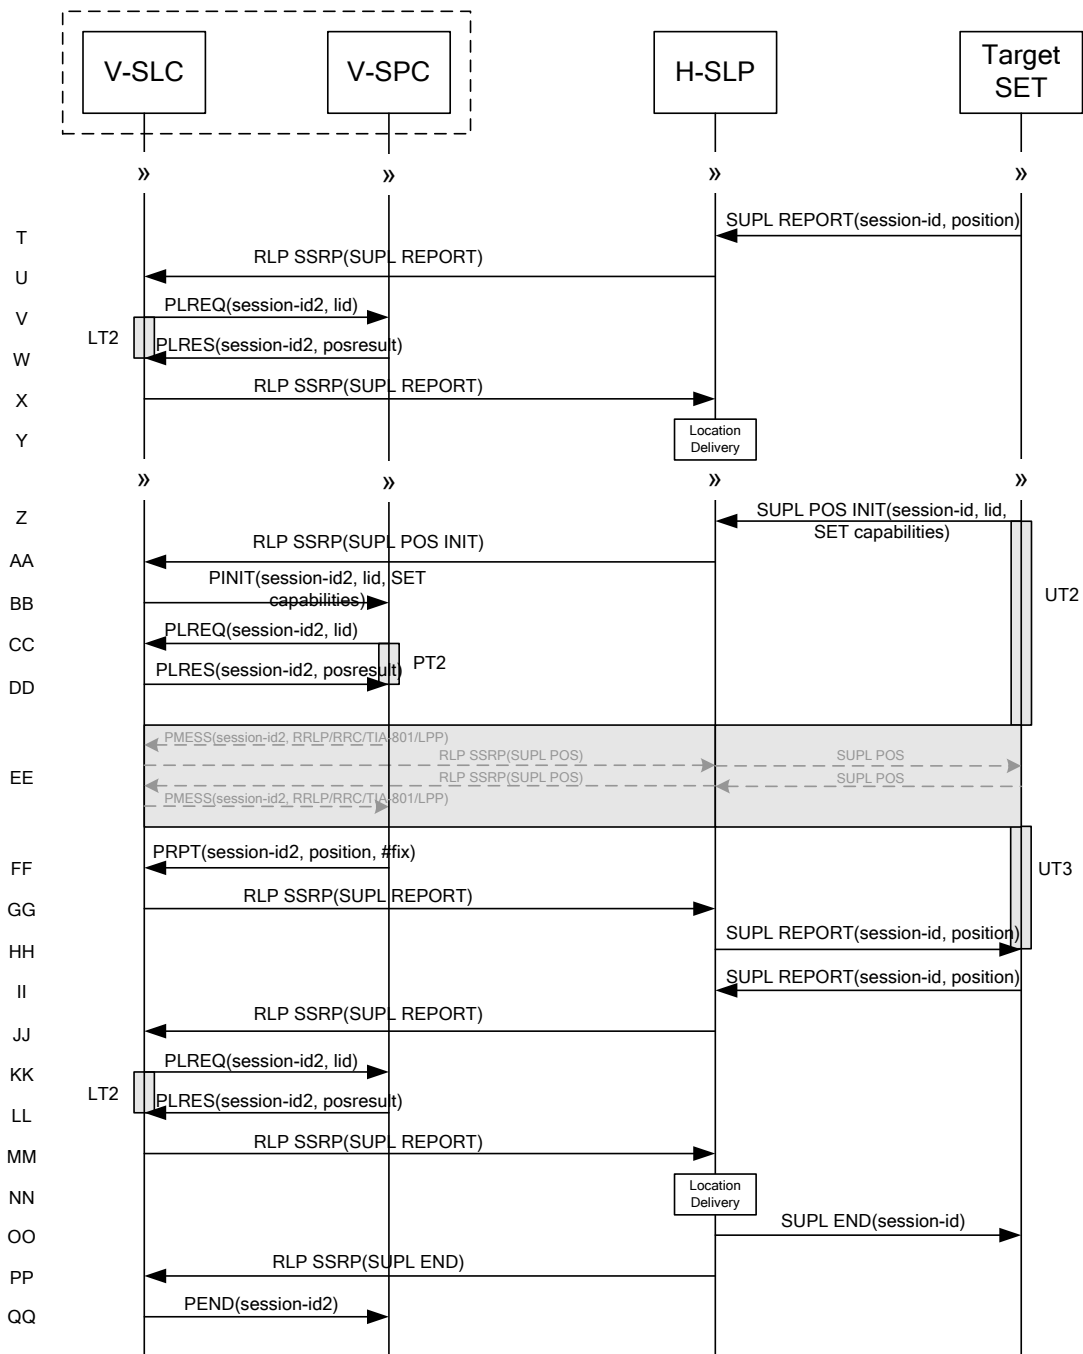 V-SLC
V-SPC
H-SLP
Target
SET
»
»
»
»
T
SUPL REPORT(session-id, position)
U
RLP SSRP(SUPL REPORT)
V
PLREQ(session-id2, lid)
LT2
W
PLRES(session-id2, posresult)
X
RLP SSRP(SUPL REPORT)
Y
Location
Delivery
»
»
»
»
Z
SUPL POS INIT(session-id, lid,
SET capabilities)
AA
RLP SSRP(SUPL POS INIT)
BB
PINIT(session-id2, lid, SET
capabilities)
UT2
CC
PLREQ(session-id2, lid)
PT2
DD
PLRES(session-id2, posresult)
PMESS(session-id2, RRLP/RRC/TIA-801/LPP)
RLP SSRP(SUPL POS)
SUPL POS
EE
RLP SSRP(SUPL POS)
SUPL POS
PMESS(session-id2, RRLP/RRC/TIA-801/LPP)
FF
PRPT(session-id2, position, #fix)
UT3
GG
RLP SSRP(SUPL REPORT)
HH
SUPL REPORT(session-id, position)
II
SUPL REPORT(session-id, position)
JJ
RLP SSRP(SUPL REPORT)
KK
PLREQ(session-id2, lid)
LT2
LL
PLRES(session-id2, posresult)
MM
RLP SSRP(SUPL REPORT)
NN
Location
Delivery
OO
SUPL END(session-id)
PP
RLP SSRP(SUPL END)
QQ
PEND(session-id2)